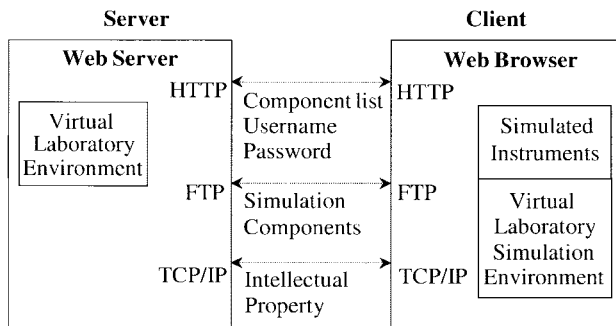 Server
Client
Web Server
Web Browser
HTTP
HTTP
Component list
Username
Password
Virtual
Laboratory
Environment
Simulated
Instruments
FTP
FTP
Simulation
Components
Virtual
Laboratory
Simulation
Environment
TCP/IP
TCP/IP
Intellectual
Property